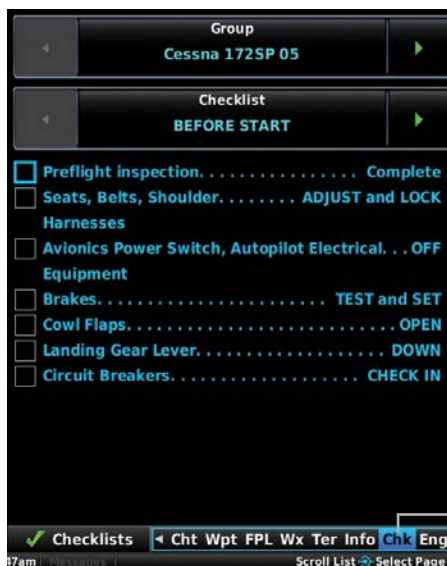 Group
Cessna 172SP 05
Checklist
BEFORE START
Preflight inspection. . . . . . . . . . . . . . . . Complete
Seats, Belts, Shoulder. . . . . . . . ADJUST and LOCK
Harnesses
Avionics Power Switch, Autopilot Electrical. . . OFF
Equipment
Brakes. . . . . . . . . . . . . . . . . . . . . . . TEST and SET
Cowl Flaps. . . . . . . . . . . . . . . . . . . . . . . . . . . OPEN
Landing Gear Lever. . . . . . . . . . . . . . . . . . . DOWN
Circuit Breakers. . . . . . . . . . . . . . . . . . CHECK IN
Checklists Cht Wpt FPL Wx Ter Info Chk Eng
47am Messages Scroll List Select Page